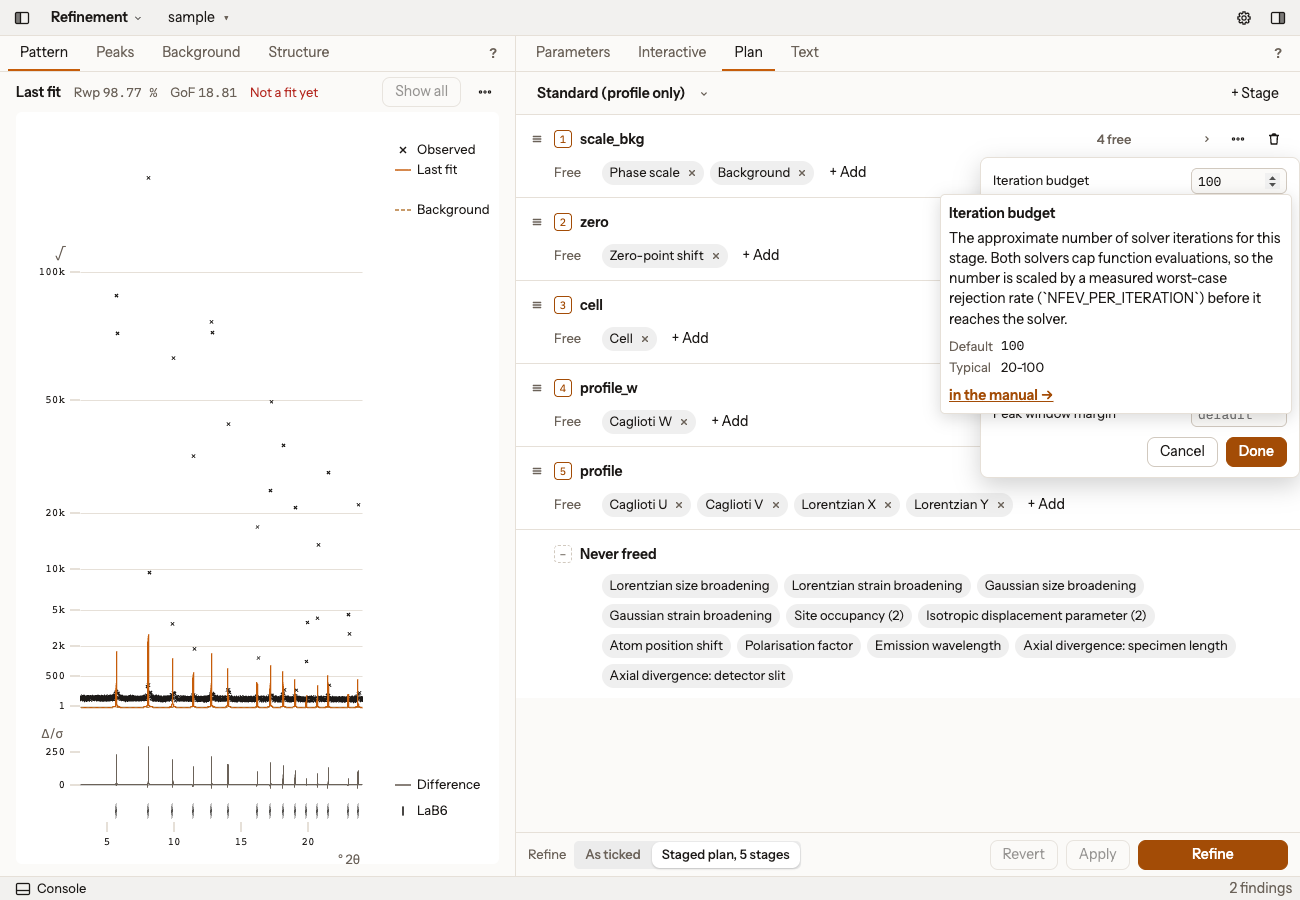 Refinement
sample
Pattern Peaks Background Structure ?
Parameters Interactive Plan Text ?
Last fit Rwp 98.77 % GoF 18.81 Not a fit yet Show all
Standard (profile only) + Stage
Observed
Last fit
Background
√
100k
50k
20k
10k
5k
2k
500
1
Δ/σ
250
0
Difference
LaB6
5 10 15 20
°2θ
1 scale_bkg 4 free
Free Phase scale × Background × + Add
2 zero
Free Zero-point shift × + Add
3 cell
Free Cell × + Add
4 profile_w
Free Caglioti W × + Add
5 profile
Free Caglioti U × Caglioti V × Lorentzian X × Lorentzian Y × + Add
Iteration budget 100
Iteration budget
The approximate number of solver iterations for this
stage. Both solvers cap function evaluations, so the
number is scaled by a measured worst-case
rejection rate (`NFEV_PER_ITERATION`) before it
reaches the solver.
Default 100
Typical 20-100
in the manual →
Peak window margin default
Cancel Done
– Never freed
Lorentzian size broadening Lorentzian strain broadening Gaussian size broadening
Gaussian strain broadening Site occupancy (2) Isotropic displacement parameter (2)
Atom position shift Polarisation factor Emission wavelength Axial divergence: specimen length
Axial divergence: detector slit
Refine As ticked Staged plan, 5 stages Revert Apply Refine
Console 2 findings